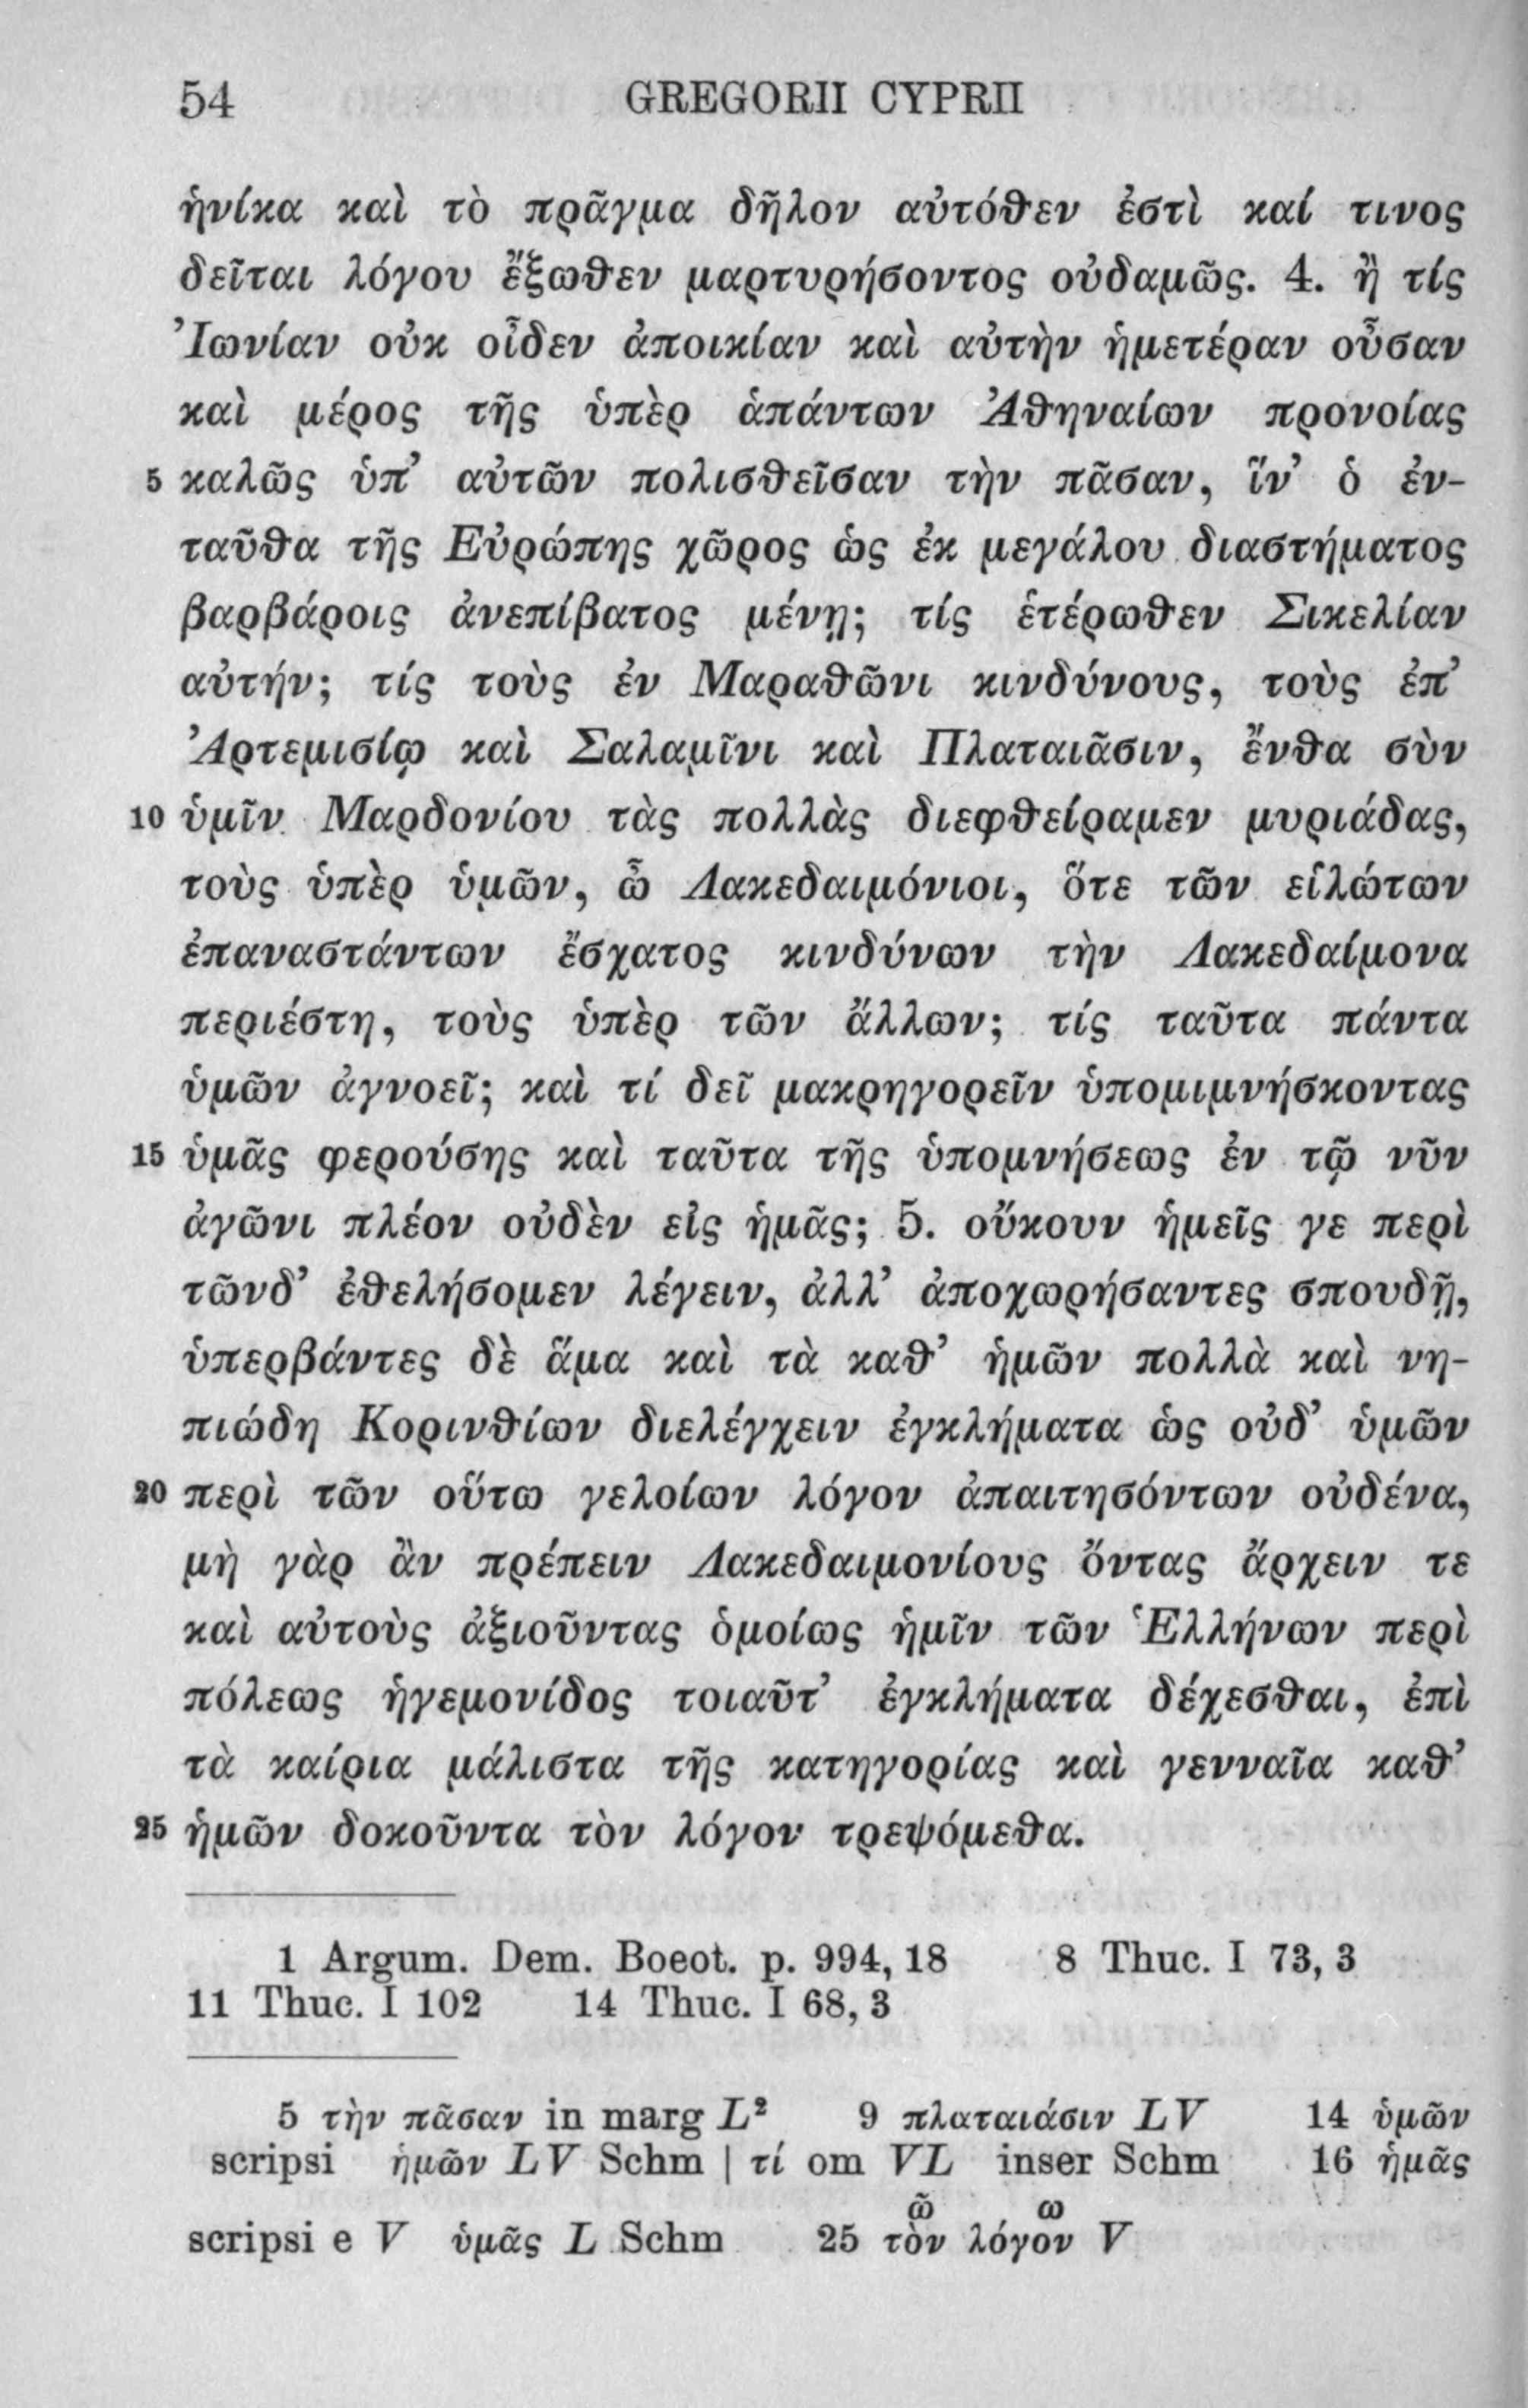 54 GREGORII CYPRII
ἡνίκα καὶ τὸ πρᾶγμα δῆλον αὐτόθεν ἐστὶ καί τινος
δεῖται λόγου ἔξωθεν μαρτυρήσοντος οὐδαμῶς. 4. ἢ τίς
Ἰωνίαν οὐκ οἶδεν ἀποικίαν καὶ αὐτὴν ἡμετέραν οὖσαν
καὶ μέρος τῆς ὑπὲρ ἁπάντων Ἀθηναίων προνοίας
5 καλῶς ὑπ’ αὐτῶν πολισθεῖσαν τὴν πᾶσαν, ἵν’ ὁ ἐν-
ταῦθα τῆς Εὐρώπης χῶρος ὡς ἐκ μεγάλου διαστήματος
βαρβάροις ἀνεπίβατος μένῃ; τίς ἑτέρωθεν Σικελίαν
αὐτήν; τίς τοὺς ἐν Μαραθῶνι κινδύνους, τοὺς ἐπ’
Ἀρτεμισίῳ καὶ Σαλαμῖνι καὶ Πλαταιᾶσιν, ἔνθα σὺν
10 ὑμῖν Μαρδονίου τὰς πολλὰς διεφθείραμεν μυριάδας,
τοὺς ὑπὲρ ὑμῶν, ὦ Λακεδαιμόνιοι, ὅτε τῶν εἱλώτων
ἐπαναστάντων ἔσχατος κινδύνων τὴν Λακεδαίμονα
περιέστη, τοὺς ὑπὲρ τῶν ἄλλων; τίς ταῦτα πάντα
ὑμῶν ἀγνοεῖ; καὶ τί δεῖ μακρηγορεῖν ὑπομιμνήσκοντας
15 ὑμᾶς φερούσης καὶ ταῦτα τῆς ὑπομνήσεως ἐν τῷ νῦν
ἀγῶνι πλέον οὐδὲν εἰς ἡμᾶς; 5. οὔκουν ἡμεῖς γε περὶ
τῶνδ’ ἐθελήσομεν λέγειν, ἀλλ’ ἀποχωρήσαντες σπουδῇ,
ὑπερβάντες δὲ ἅμα καὶ τὰ καθ’ ἡμῶν πολλὰ καὶ νη-
πιώδη Κορινθίων διελέγχειν ἐγκλήματα ὡς οὐδ’ ὑμῶν
20 περὶ τῶν οὕτω γελοίων λόγον ἀπαιτησόντων οὐδένα,
μὴ γὰρ ἂν πρέπειν Λακεδαιμονίους ὄντας ἄρχειν τε
καὶ αὐτοὺς ἀξιοῦντας ὁμοίως ἡμῖν τῶν Ἑλλήνων περὶ
πόλεως ἡγεμονίδος τοιαῦτ’ ἐγκλήματα δέχεσθαι, ἐπὶ
τὰ καίρια μάλιστα τῆς κατηγορίας καὶ γενναῖα καθ’
25 ἡμῶν δοκοῦντα τὸν λόγον τρεψόμεθα.
1 Argum. Dem. Boeot. p. 994, 18 8 Thuc. I 73, 3
11 Thuc. I 102 14 Thuc. I 68, 3
5 τὴν πᾶσαν in marg L² 9 πλαταιάσιν LV 14 ὑμῶν
scripsi ἡμῶν LV Schm | τί om VL inser Schm 16 ἡμᾶς
ῶ ω
scripsi e V ὑμᾶς L Schm 25 τὸν λόγον V